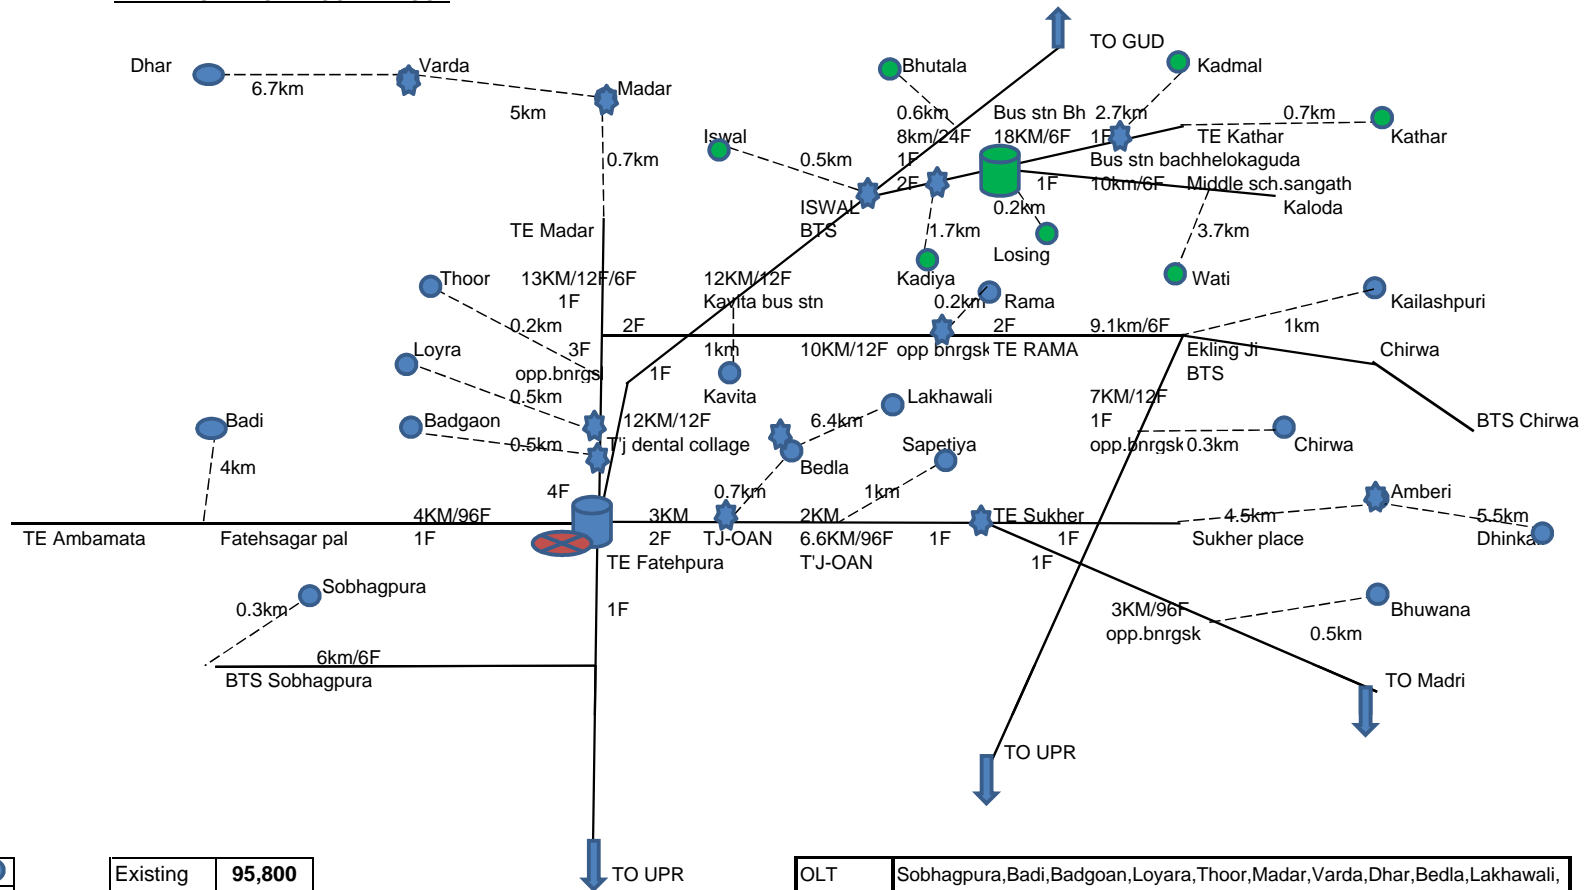 TO GUD
Dhar
Varda
Bhutala
Kadmal
6.7km
Madar
5km
0.6km
Bus stn Bh
2.7km
0.7km
Iswal
8km/24F
18KM/6F
1F
TE Kathar
Kathar
0.7km
0.5km
1F
Bus stn bachhelokaguda
2F
1F
10km/6F
Middle sch.sangath
ISWAL
0.2km
Kaloda
TE Madar
BTS
1.7km
3.7km
Losing
Thoor
13KM/12F/6F
12KM/12F
Kadiya
Wati
1F
Kavita bus stn
0.2km
Rama
Kailashpuri
0.2km
2F
2F
9.1km/6F
1km
Loyra
3F
1km
10KM/12F
opp bnrgsk
TE RAMA
Ekling Ji
Chirwa
opp.bnrgs
1F
BTS
0.5km
Kavita
Lakhawali
7KM/12F
Badi
Badgaon
12KM/12F
6.4km
1F
BTS Chirwa
0.5km
T'j dental collage
Sapetiya
opp.bnrgsk
0.3km
Chirwa
4km
Bedla
4F
0.7km
1km
Amberi
4KM/96F
3KM
2KM
TE Sukher
4.5km
5.5km
TE Ambamata
Fatehsagar pal
1F
2F
TJ-OAN
6.6KM/96F
1F
1F
Sukher place
Dhinka
TE Fatehpura
T'J-OAN
1F
Sobhagpura
0.3km
1F
3KM/96F
Bhuwana
opp.bnrgsk
0.5km
6km/6F
BTS Sobhagpura
TO Madri
TO UPR
Existing
95,800
TO UPR
OLT
Sobhagpura,Badi,Badgoan,Loyara,Thoor,Madar,Varda,Dhar,Bedla,Lakhawali,